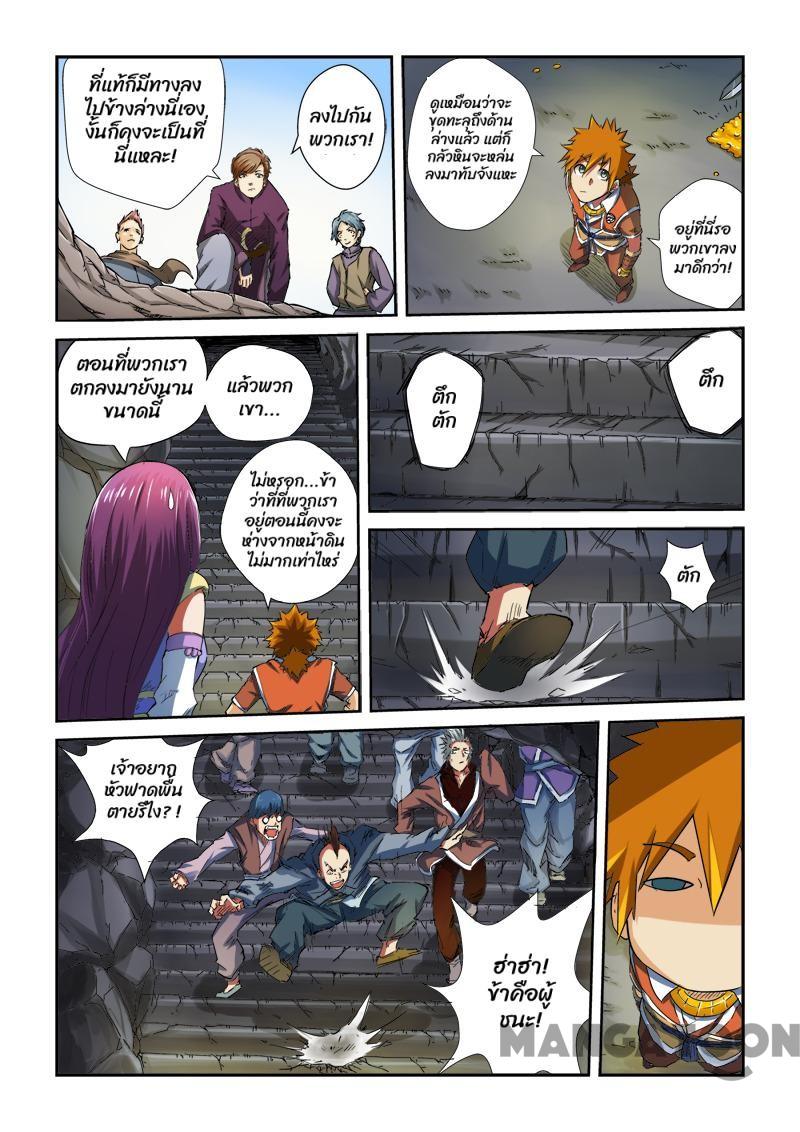 ที่แท้ก็มีทางลง
ไปข้างล่างนี่เอง
งั้นก็คงจะเป็นที่
นี่แหละ!
ลงไปกัน
พวกเรา!
ดูเหมือนว่าจะ
ขุดทะลุถึงด้าน
ล่างแล้ว แต่ก็
กลัวหินจะหล่น
ลงมาทับจังแหะ
อยู่ที่นี่รอ
พวกเขาลง
มาดีกว่า!
ตอนที่พวกเรา
ตกลงมายังนาน
ขนาดนี้
แล้วพวก
เขา...
ไม่หรอก...ข้า
ว่าที่ที่พวกเรา
อยู่ตอนนี้คงจะ
ห่างจากหน้าดิน
ไม่มากเท่าไหร่
ตึก
ตัก
ตึก
ตัก
เจ้าอยาก
หัวฟาดพื้น
ตายรึไง?!
ฮ่าฮ่า!
ข้าคือผู้
ชนะ!